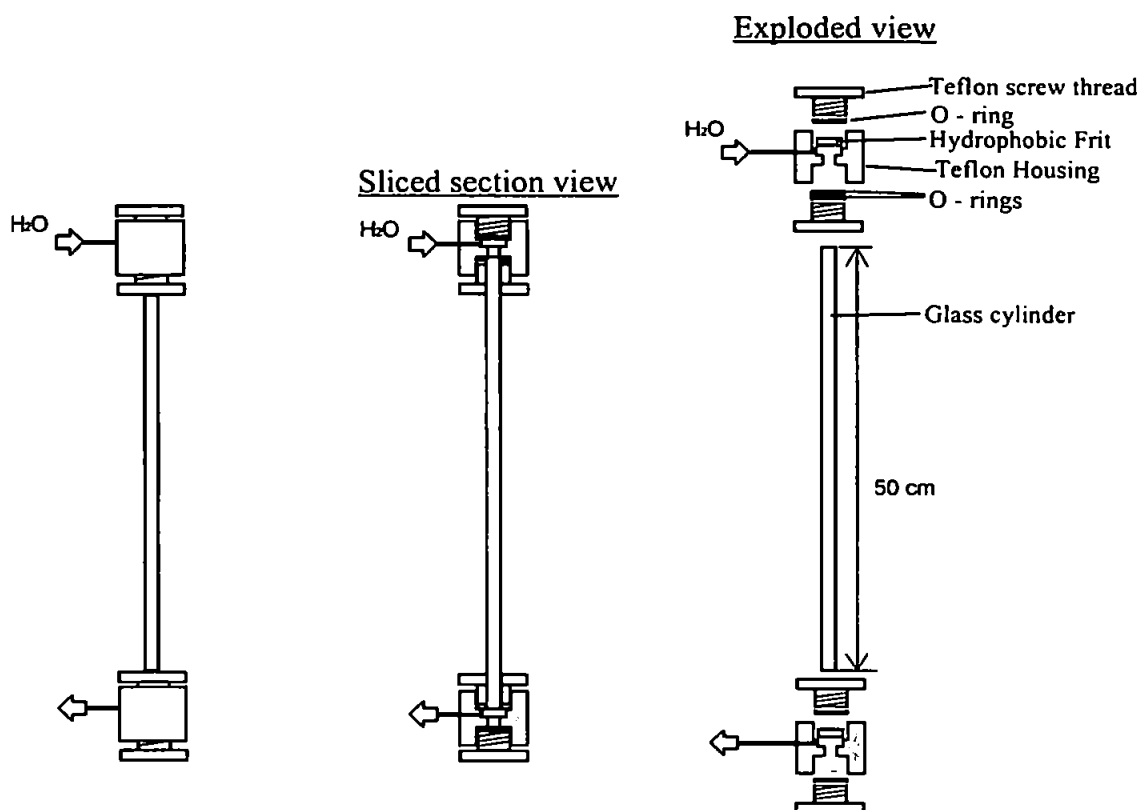 Exploded view
Teflon screw thread
O - ring
H₂O
Hydrophobic Frit
Teflon Housing
O - rings
Sliced section view
H₂O
H₂O
Glass cylinder
50 cm